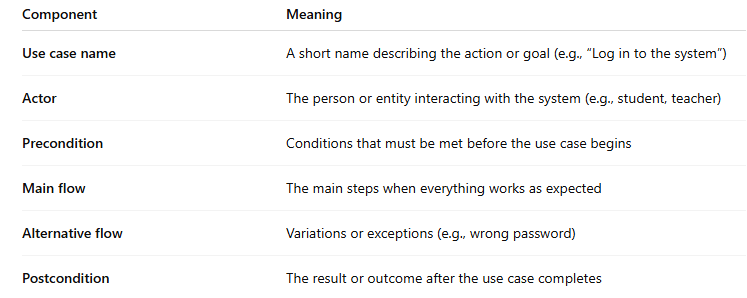 Component Meaning
Use case name A short name describing the action or goal (e.g., “Log in to the system”)
Actor The person or entity interacting with the system (e.g., student, teacher)
Precondition Conditions that must be met before the use case begins
Main flow The main steps when everything works as expected
Alternative flow Variations or exceptions (e.g., wrong password)
Postcondition The result or outcome after the use case completes